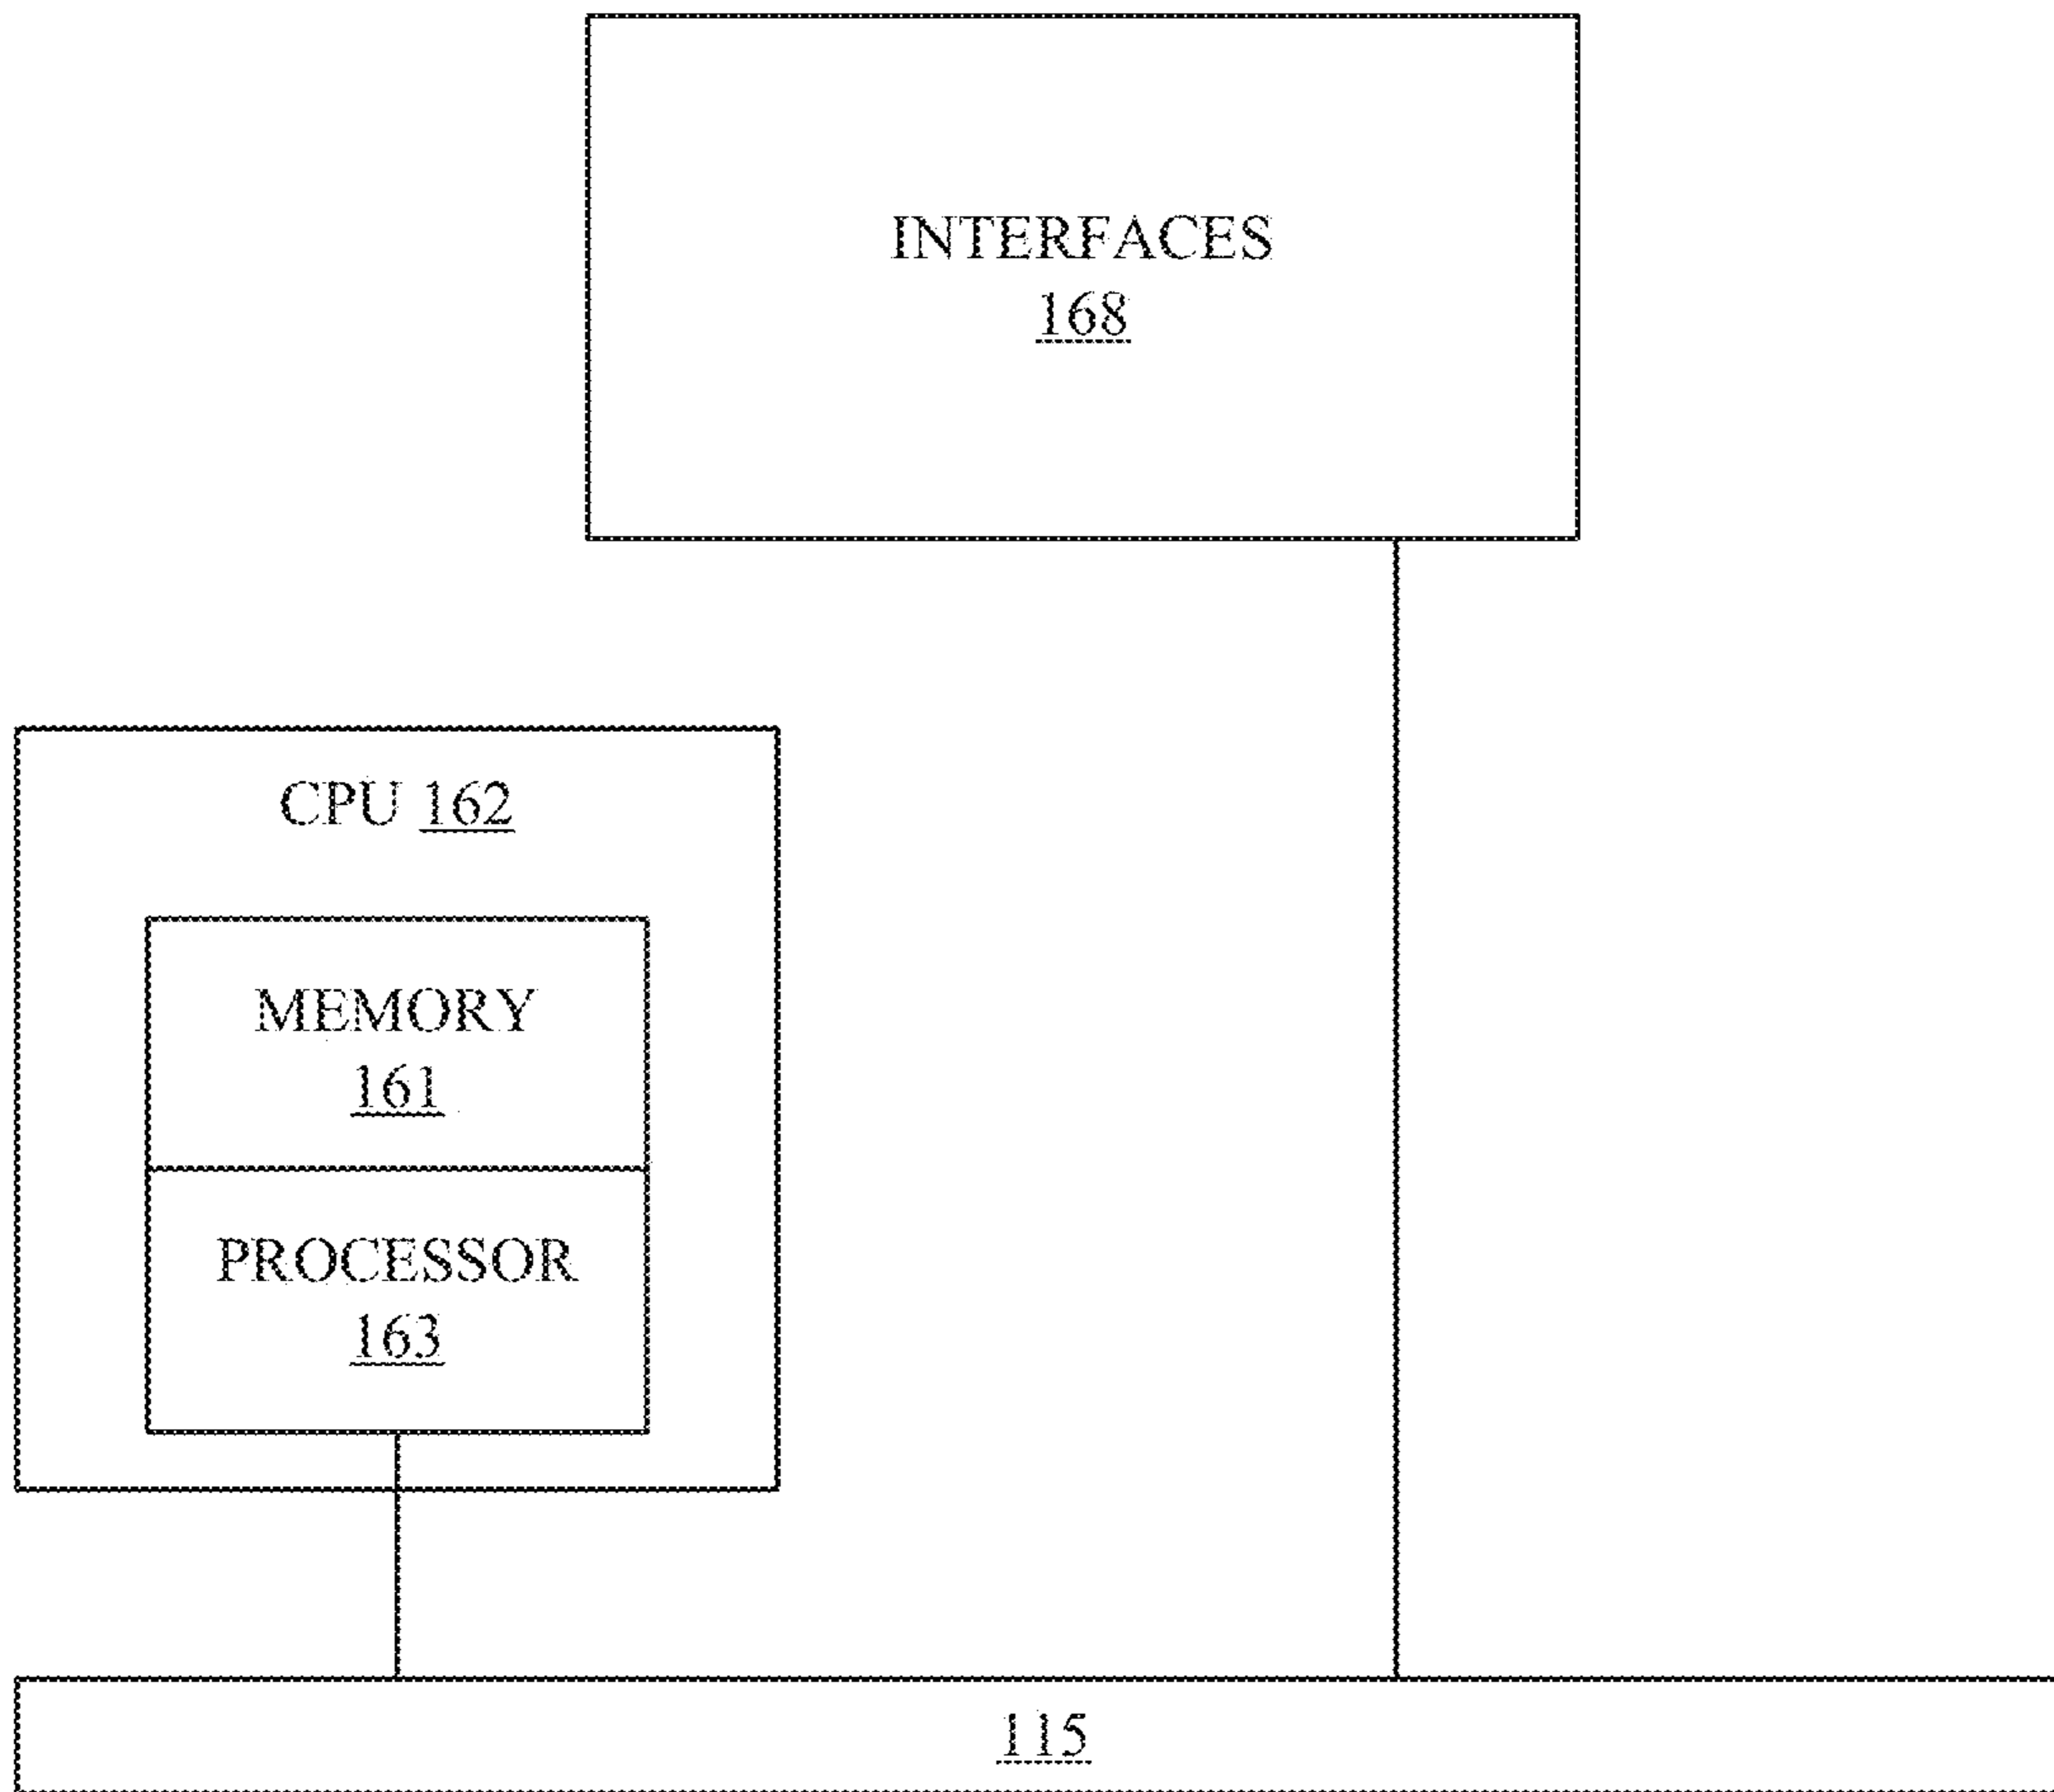 INTERFACES
168
CPU 162
MEMORY
161
PROCESSOR
163
115